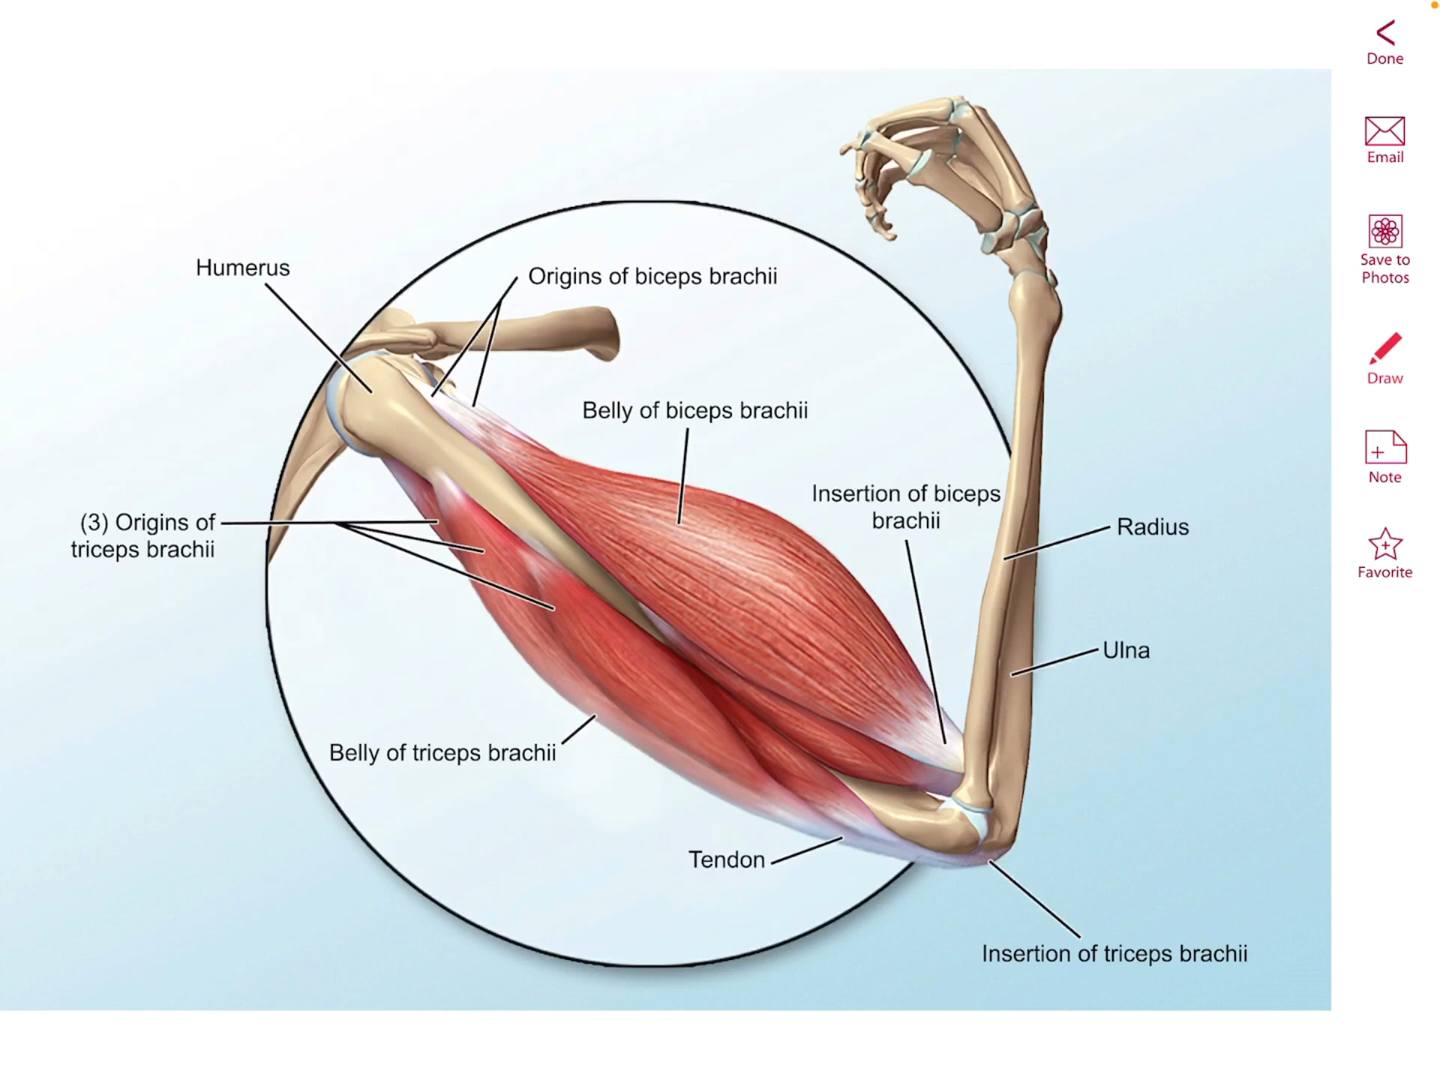 Done
Email
Save to
Photos
Draw
Note
Favorite
Humerus
Origins of biceps brachii
Belly of biceps brachii
Insertion of biceps
brachii
(3) Origins of
triceps brachii
Radius
Ulna
Belly of triceps brachii
Tendon
Insertion of triceps brachii